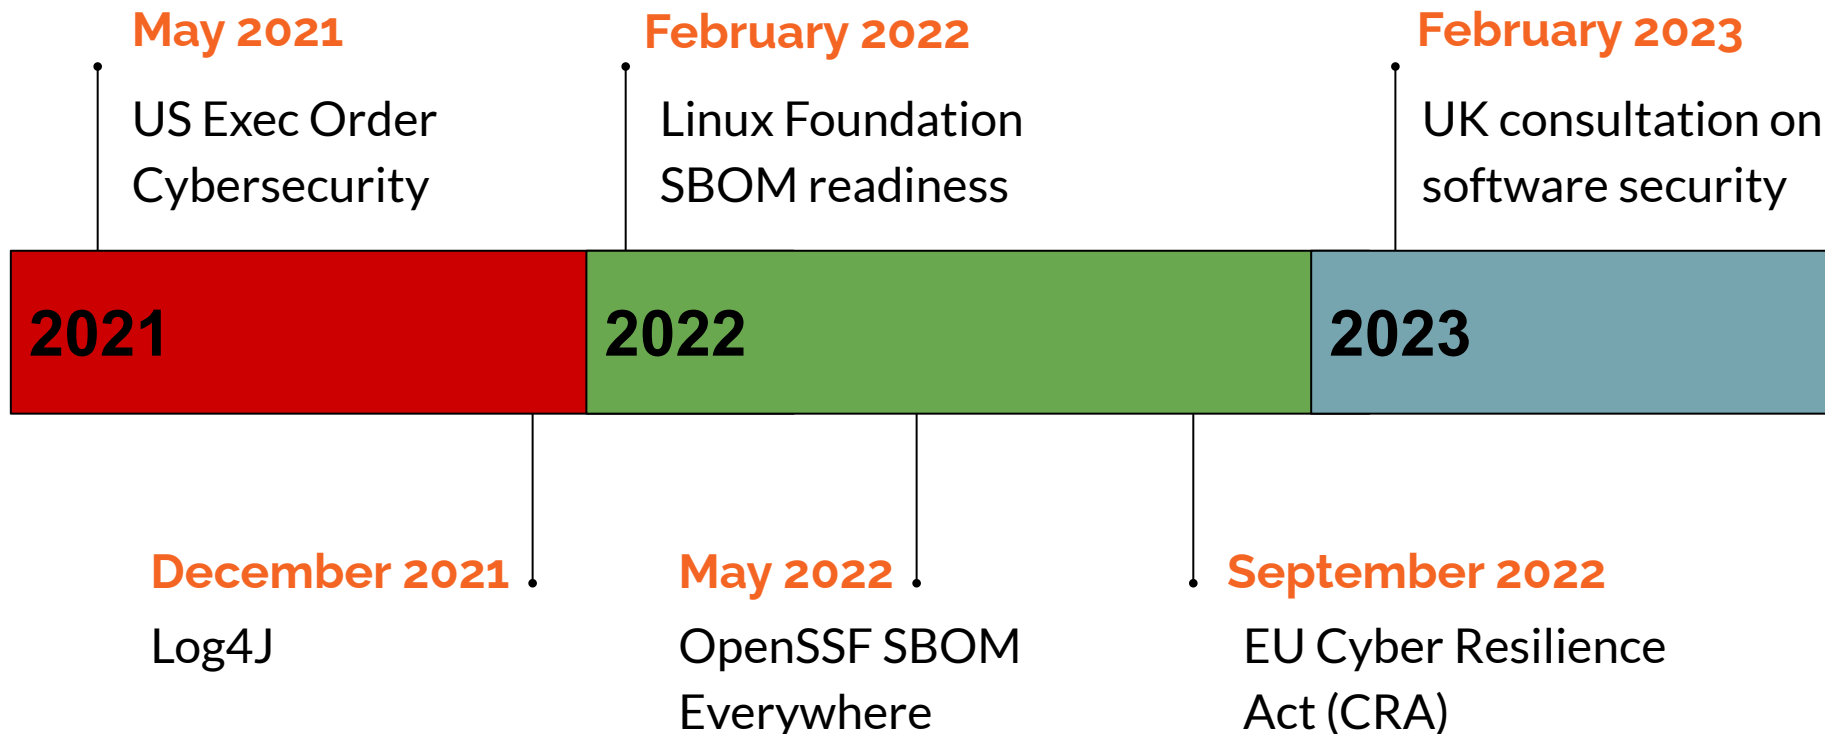 May 2021
US Exec Order
Cybersecurity
February 2022
Linux Foundation
SBOM readiness
February 2023
UK consultation on
software security
2021
2022
2023
December 2021
Log4J
May 2022
OpenSSF SBOM
Everywhere
September 2022
EU Cyber Resilience
Act (CRA)